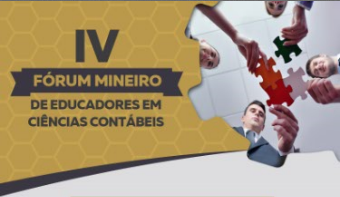 IV
FÓRUM MINEIRO
DE EDUCADORES EM
CIÊNCIAS CONTÁBEIS